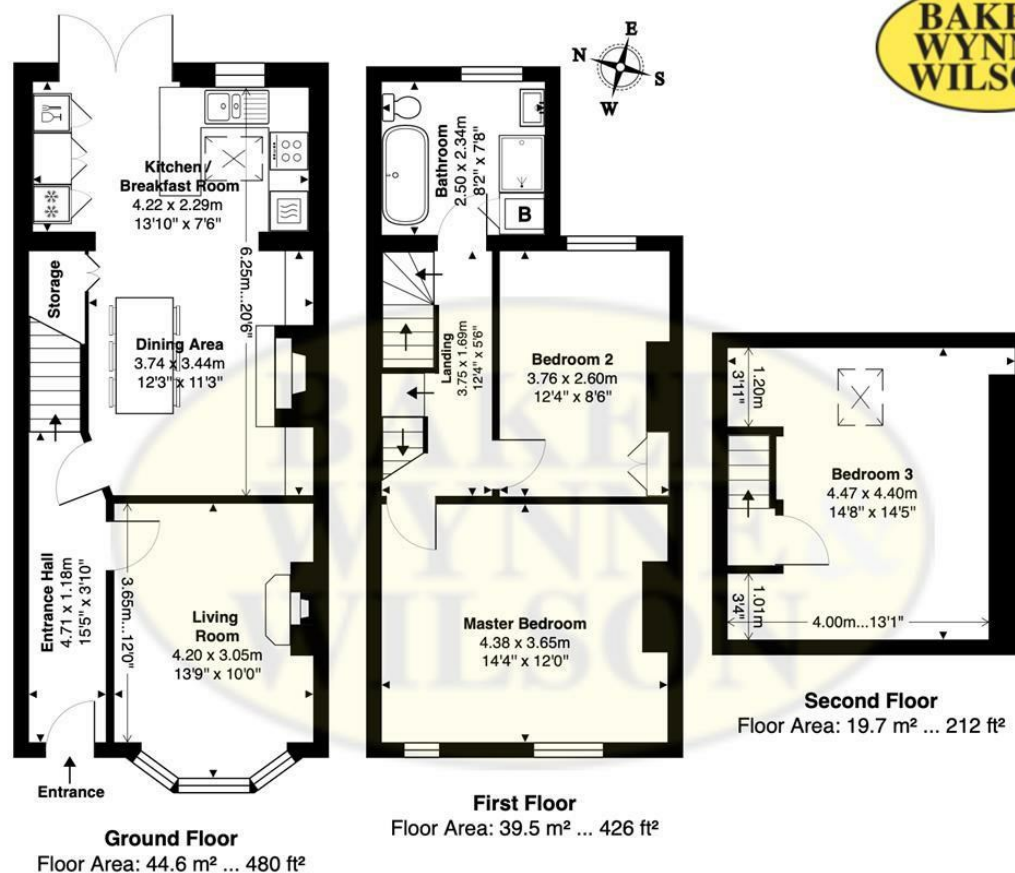 E
N
S
W
Kitchen /
Breakfast Room
4.22 x 2.29m
13'10" x 7'6"
6.25m...20'6"
Storage
Dining Area
3.74 x 3.44m
12'3" x 11'3"
Entrance Hall
4.71 x 1.18m
15'5" x 3'10"
3.65m...12'0"
Living
Room
4.20 x 3.05m
13'9" x 10'0"
Entrance
Ground Floor
Floor Area: 44.6 m² ... 480 ft²
Bathroom
2.50 x 2.34m
8'2" x 7'8"
B
Landing
3.75 x 1.69m
12'4" x 5'6"
Bedroom 2
3.76 x 2.60m
12'4" x 8'6"
Master Bedroom
4.38 x 3.65m
14'4" x 12'0"
First Floor
Floor Area: 39.5 m² ... 426 ft²
1.20m
3'11"
Bedroom 3
4.47 x 4.40m
14'8" x 14'5"
1.01m
3'4"
4.00m...13'1"
Second Floor
Floor Area: 19.7 m² ... 212 ft²
BAKER
WYNNE &
WILSON